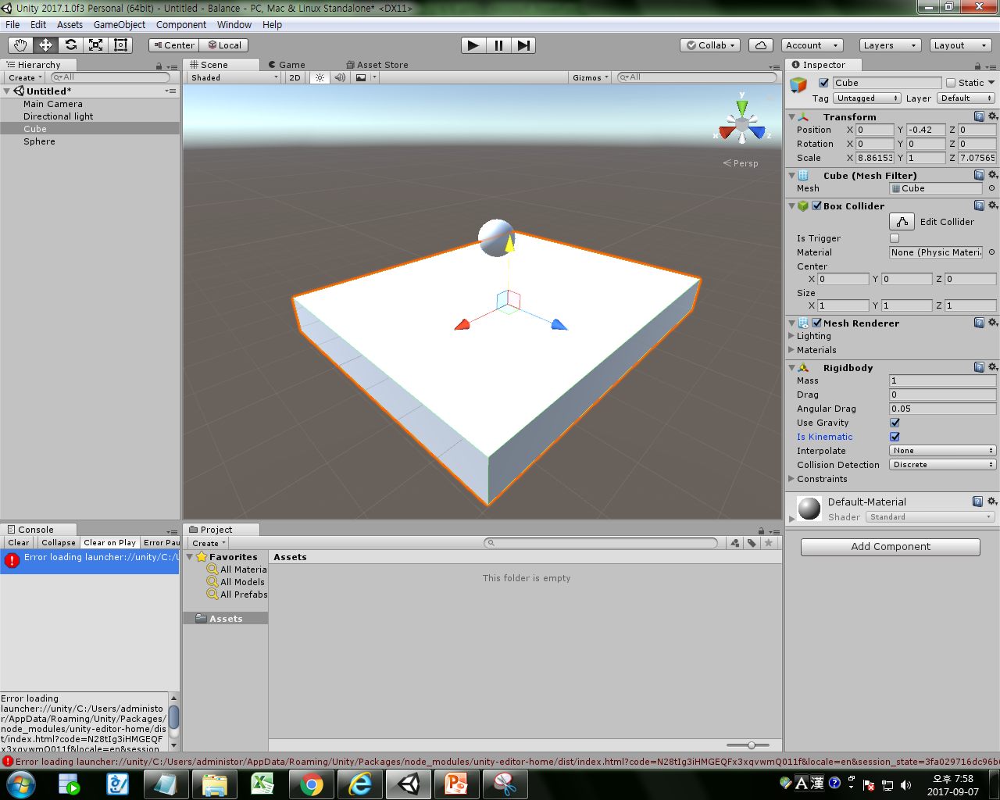 Unity 2017.1.0f3 Personal (64bit) - Untitled - Balance - PC, Mac & Linux Standalone* <DX11>
File Edit Assets GameObject Component Window Help
Center Local Collab Account Layers Layout
Hierarchy
Create All
Untitled*
Main Camera
Directional light
Cube
Sphere
Scene Game Asset Store
Shaded 2D Gizmos All
y
x z
Persp
Inspector
Cube Static
Tag Untagged Layer Default
Transform
Position X 0 Y -0.42 Z 0
Rotation X 0 Y 0 Z 0
Scale X 8.86153 Y 1 Z 7.07565
Cube (Mesh Filter)
Mesh Cube
Box Collider
Edit Collider
Is Trigger
Material None (Physic Materi
Center
X 0 Y 0 Z 0
Size
X 1 Y 1 Z 1
Mesh Renderer
Lighting
Materials
Rigidbody
Mass 1
Drag 0
Angular Drag 0.05
Use Gravity
Is Kinematic
Interpolate None
Collision Detection Discrete
Constraints
Default-Material
Shader Standard
Add Component
Console
Clear Collapse Clear on Play Error Pau
Error loading launcher://unity/C:/U
Error loading
launcher://unity/C:/Users/administo
r/AppData/Roaming/Unity/Packages/
node_modules/unity-editor-home/dis
t/index.html?code=N28tIg3iHMGEQF
x3xqvwmQ011f&locale=en&session
Project
Create
Favorites
All Materia
All Models
All Prefabs
Assets
Assets
This folder is empty
Error loading launcher://unity/C:/Users/administor/AppData/Roaming/Unity/Packages/node_modules/unity-editor-home/dist/index.html?code=N28tIg3iHMGEQFx3xqvwmQ011f&locale=en&session_state=3fa029716dc96b
A 漢
오후 7:58
2017-09-07